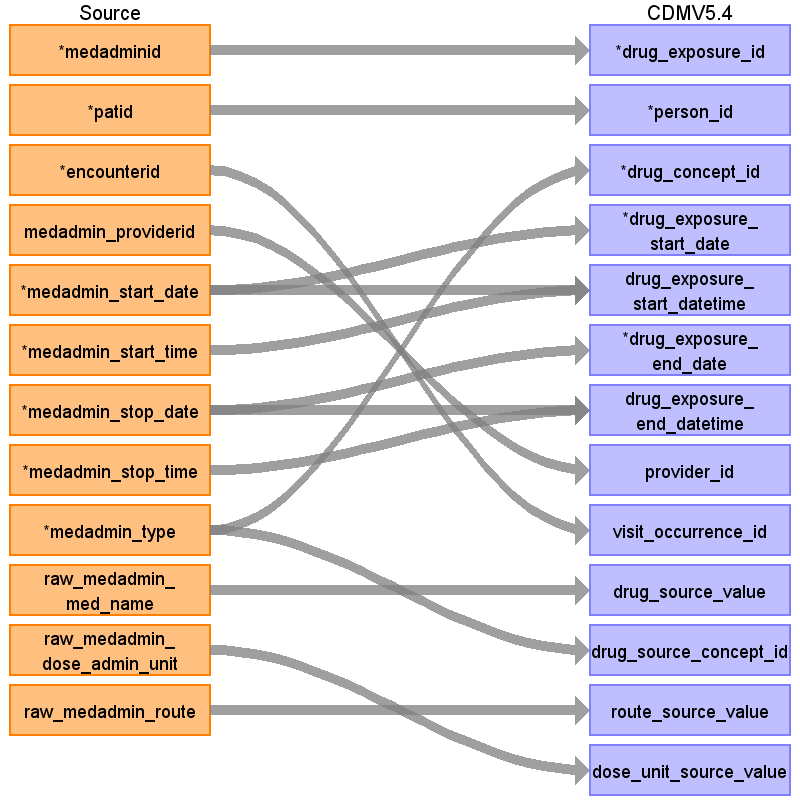 Source
CDMV5.4
*medadminid
*drug_exposure_id
*patid
*person_id
*encounterid
*drug_concept_id
medadmin_providerid
*drug_exposure_
start_date
*medadmin_start_date
drug_exposure_
start_datetime
*medadmin_start_time
*drug_exposure_
end_date
*medadmin_stop_date
drug_exposure_
end_datetime
*medadmin_stop_time
provider_id
*medadmin_type
visit_occurrence_id
raw_medadmin_
med_name
drug_source_value
raw_medadmin_
dose_admin_unit
drug_source_concept_id
raw_medadmin_route
route_source_value
dose_unit_source_value